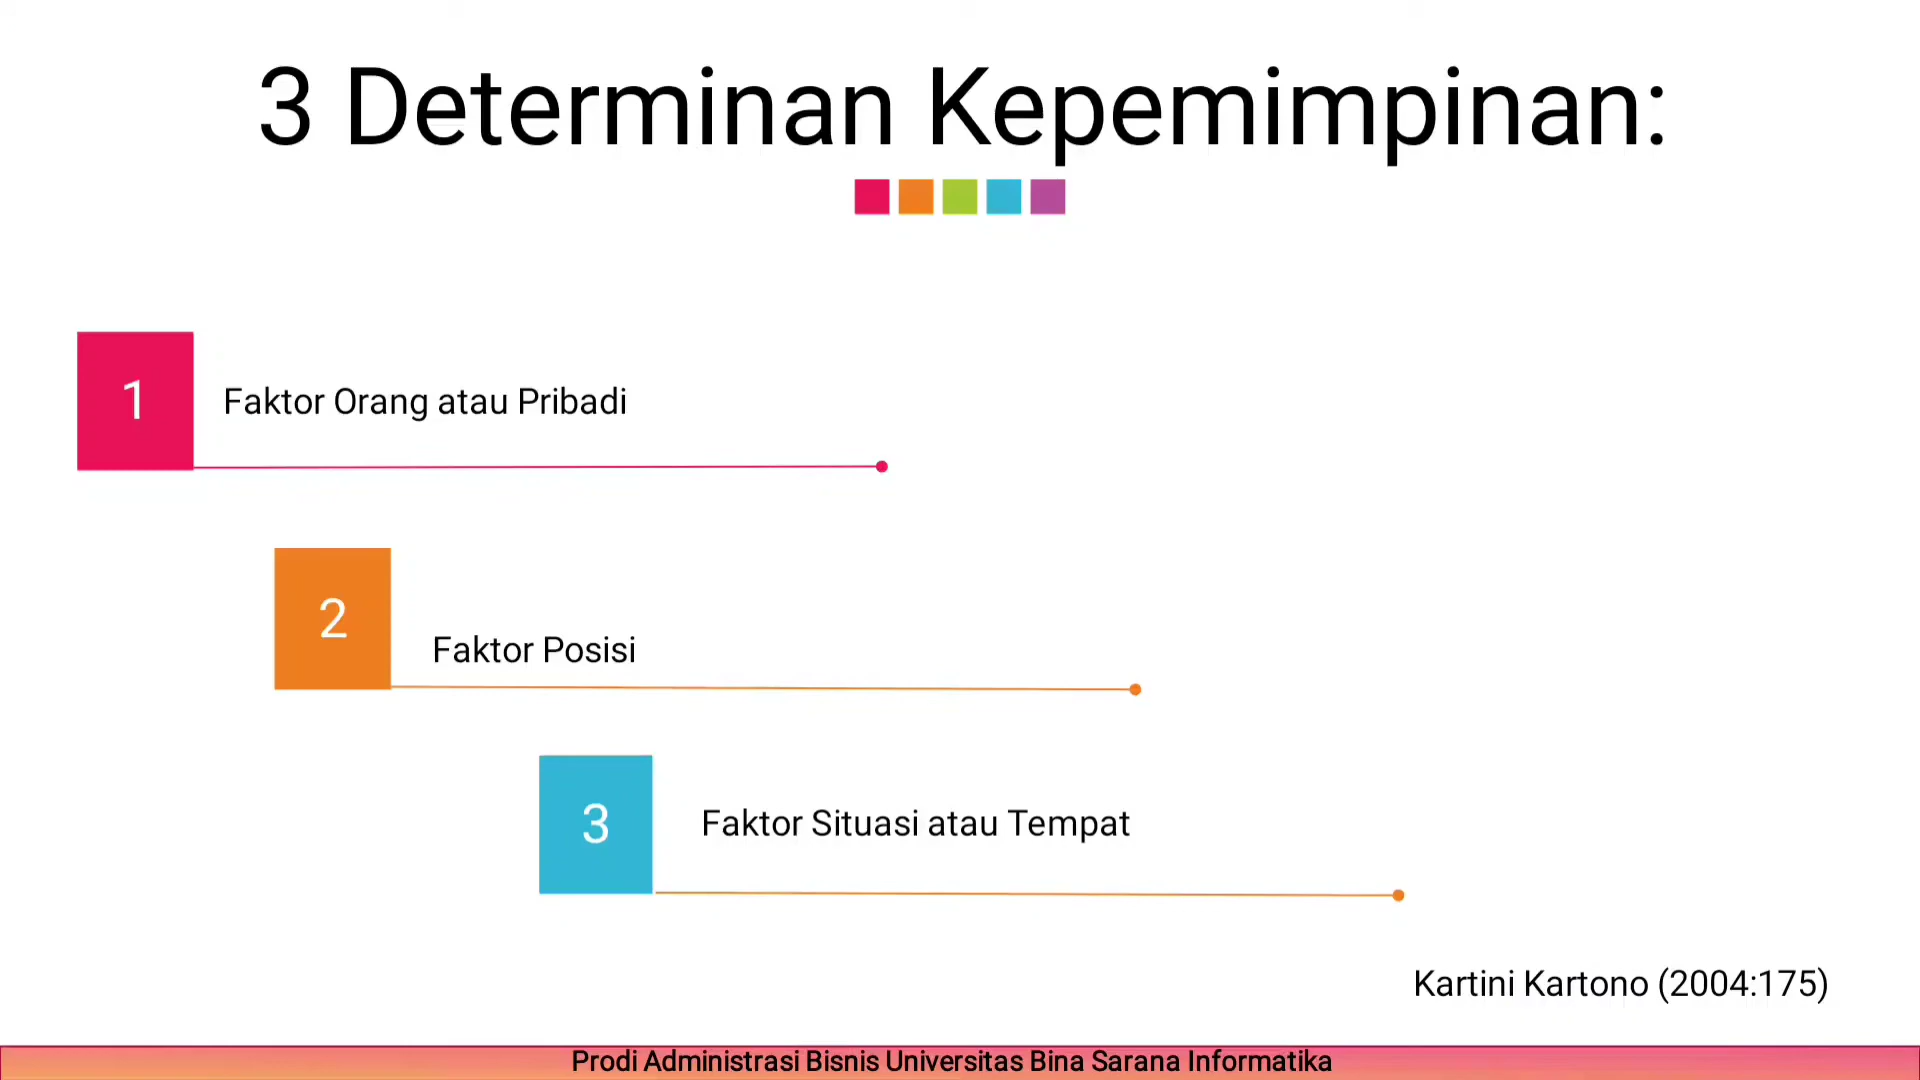 3 Determinan Kepemimpinan:
1
Faktor Orang atau Pribadi
2
Faktor Posisi
3
Faktor Situasi atau Tempat
Kartini Kartono (2004:175)
Prodi Administrasi Bisnis Universitas Bina Sarana Informatika